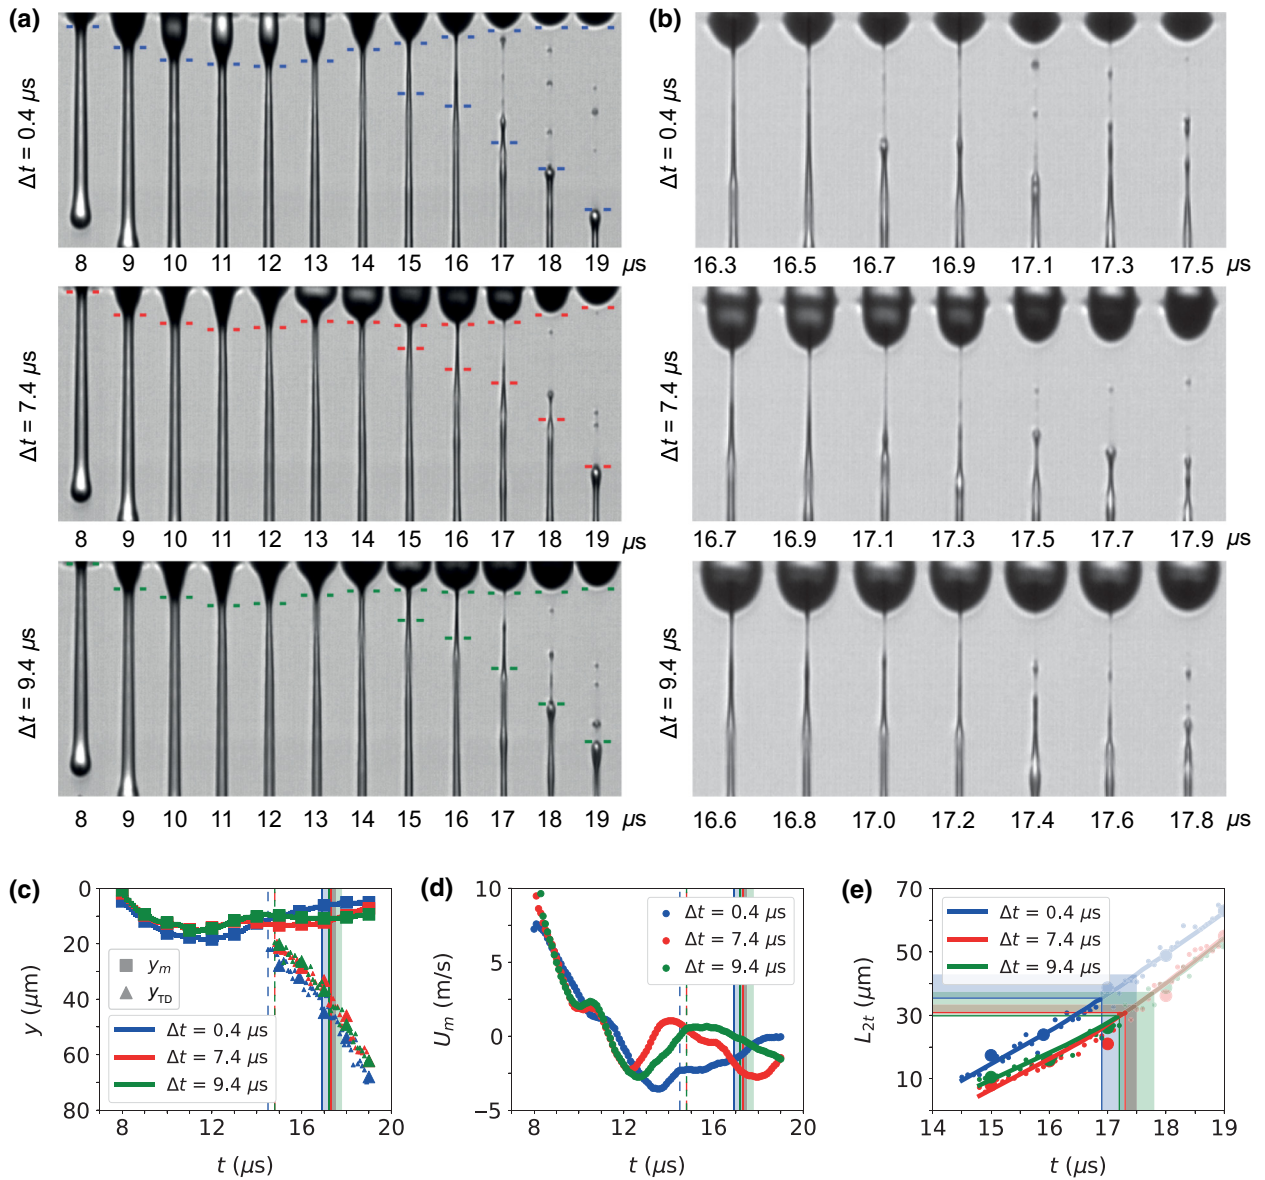 (a)
(b)
Δt = 0.4 μs
8 9 10 11 12 13 14 15 16 17 18 19 μs
Δt = 0.4 μs
16.3 16.5 16.7 16.9 17.1 17.3 17.5
Δt = 7.4 μs
8 9 10 11 12 13 14 15 16 17 18 19 μs
Δt = 7.4 μs
16.7 16.9 17.1 17.3 17.5 17.7 17.9
Δt = 9.4 μs
8 9 10 11 12 13 14 15 16 17 18 19 μs
Δt = 9.4 μs
16.6 16.8 17.0 17.2 17.4 17.6 17.8
(c)
y (μm)
0
20
40
60
80
yₘ
y_TD
Δt = 0.4 μs
Δt = 7.4 μs
Δt = 9.4 μs
8 12 16 20
t (μs)
(d)
Uₘ (m/s)
10
5
0
−5
Δt = 0.4 μs
Δt = 7.4 μs
Δt = 9.4 μs
8 12 16 20
t (μs)
(e)
L₂ₜ (μm)
70
50
30
10
Δt = 0.4 μs
Δt = 7.4 μs
Δt = 9.4 μs
14 15 16 17 18 19
t (μs)